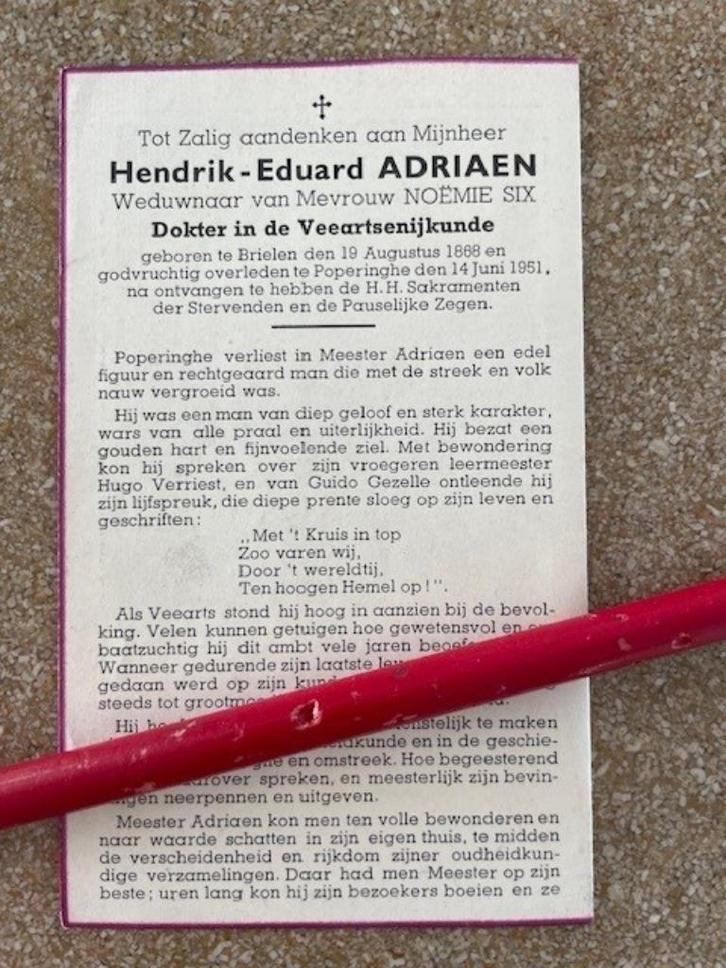 Tot Zalig aandenken aan Mijnheer
Hendrik-Eduard ADRIAEN
Weduwnaar van Mevrouw NOËMIE SIX
Dokter in de Veeartsenijkunde
geboren te Brielen den 19 Augustus 1868 en
godvruchtig overleden te Poperinghe den 14 Juni 1951,
na ontvangen te hebben de H. H. Sakramenten
der Stervenden en de Pauselijke Zegen.
Poperinghe verliest in Meester Adriaen een edel
figuur en rechtgeaard man die met de streek en volk
nauw vergroeid was.
Hij was een man van diep geloof en sterk karakter,
wars van alle praal en uiterlijkheid. Hij bezat een
gouden hart en fijnvoelende ziel. Met bewondering
kon hij spreken over zijn vroegeren leermeester
Hugo Verriest, en van Guido Gezelle ontleende hij
zijn lijfspreuk, die diepe prente sloeg op zijn leven en
geschriften :
„Met 't Kruis in top
Zoo varen wij,
Door 't wereldtij,
Ten hoogen Hemel op !".
Als Veearts stond hij hoog in aanzien bij de bevol-
king. Velen kunnen getuigen hoe gewetensvol en
baatzuchtig hij dit ambt vele jaren
Wanneer gedurende zijn laatste
gedaan werd op zijn
steeds tot
Hij te maken
en in de geschie-
en omstreek. Hoe begeesterend
spreken, en meesterlijk zijn bevin-
neerpennen en uitgeven.
Meester Adriaen kon men ten volle bewonderen en
naar waarde schatten in zijn eigen thuis, te midden
de verscheidenheid en rijkdom zijner oudheidkun-
dige verzamelingen. Daar had men Meester op zijn
beste ; uren lang kon hij zijn bezoekers boeien en ze